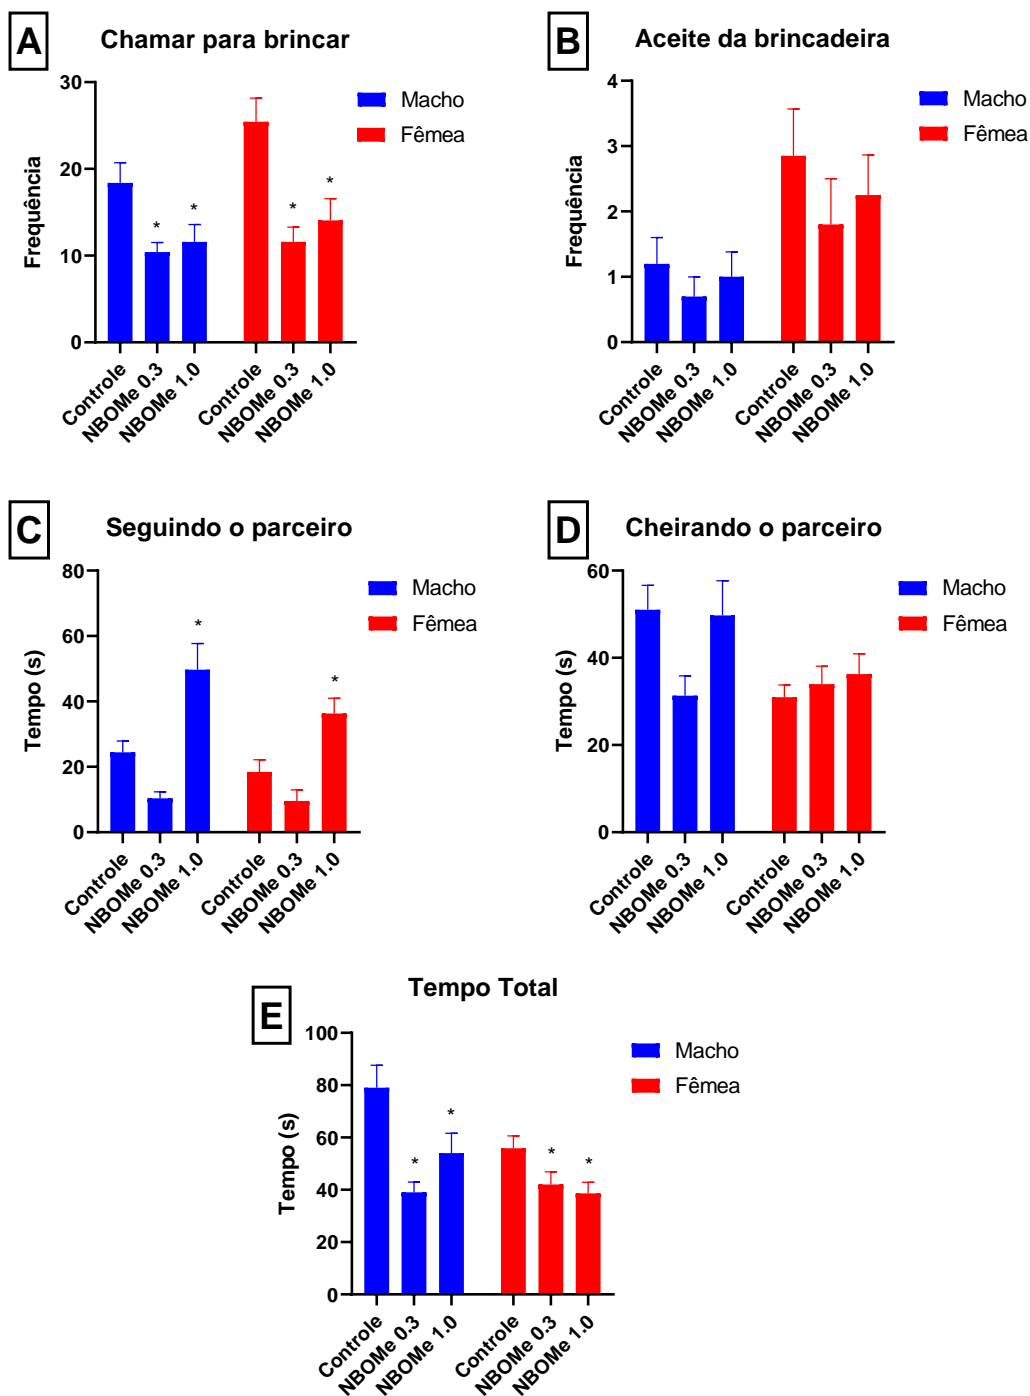 A
Chamar para brincar
Frequência
30
20
10
0
* * * *
Controle
NBOMe 0.3
NBOMe 1.0
Controle
NBOMe 0.3
NBOMe 1.0
Macho
Fêmea
B
Aceite da brincadeira
Frequência
4
3
2
1
0
Controle
NBOMe 0.3
NBOMe 1.0
Controle
NBOMe 0.3
NBOMe 1.0
Macho
Fêmea
C
Seguindo o parceiro
Tempo (s)
80
60
40
20
0
* *
Controle
NBOMe 0.3
NBOMe 1.0
Controle
NBOMe 0.3
NBOMe 1.0
Macho
Fêmea
D
Cheirando o parceiro
Tempo (s)
60
40
20
0
Controle
NBOMe 0.3
NBOMe 1.0
Controle
NBOMe 0.3
NBOMe 1.0
Macho
Fêmea
E
Tempo Total
Tempo (s)
100
80
60
40
20
0
* * * *
Controle
NBOMe 0.3
NBOMe 1.0
Controle
NBOMe 0.3
NBOMe 1.0
Macho
Fêmea